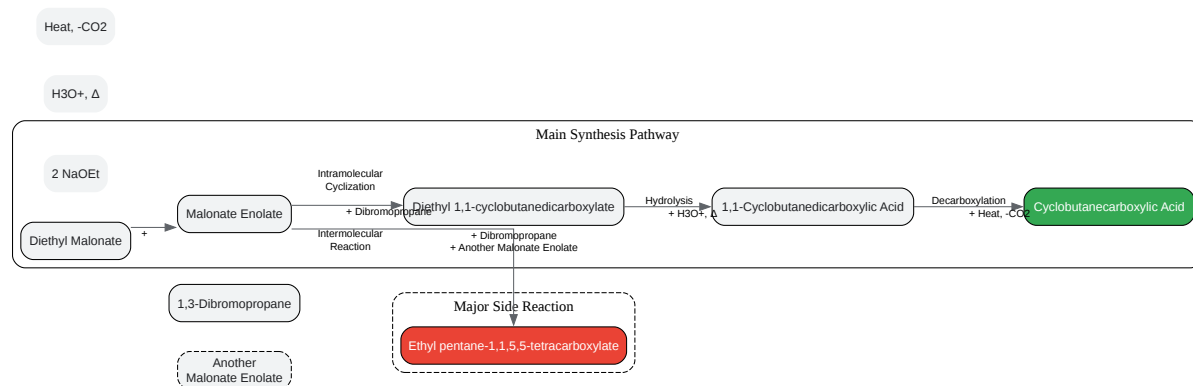 Heat, -CO2
H3O+, Δ
Main Synthesis Pathway
2 NaOEt
Diethyl Malonate
+
Malonate Enolate
Intramolecular
Cyclization
+ Dibromopropane
Intermolecular
Reaction
+ Dibromopropane
+ Another Malonate Enolate
Diethyl 1,1-cyclobutanedicarboxylate
Hydrolysis
+ H3O+, Δ
1,1-Cyclobutanedicarboxylic Acid
Decarboxylation
+ Heat, -CO2
Cyclobutanecarboxylic Acid
1,3-Dibromopropane
Major Side Reaction
Ethyl pentane-1,1,5,5-tetracarboxylate
Another
Malonate Enolate